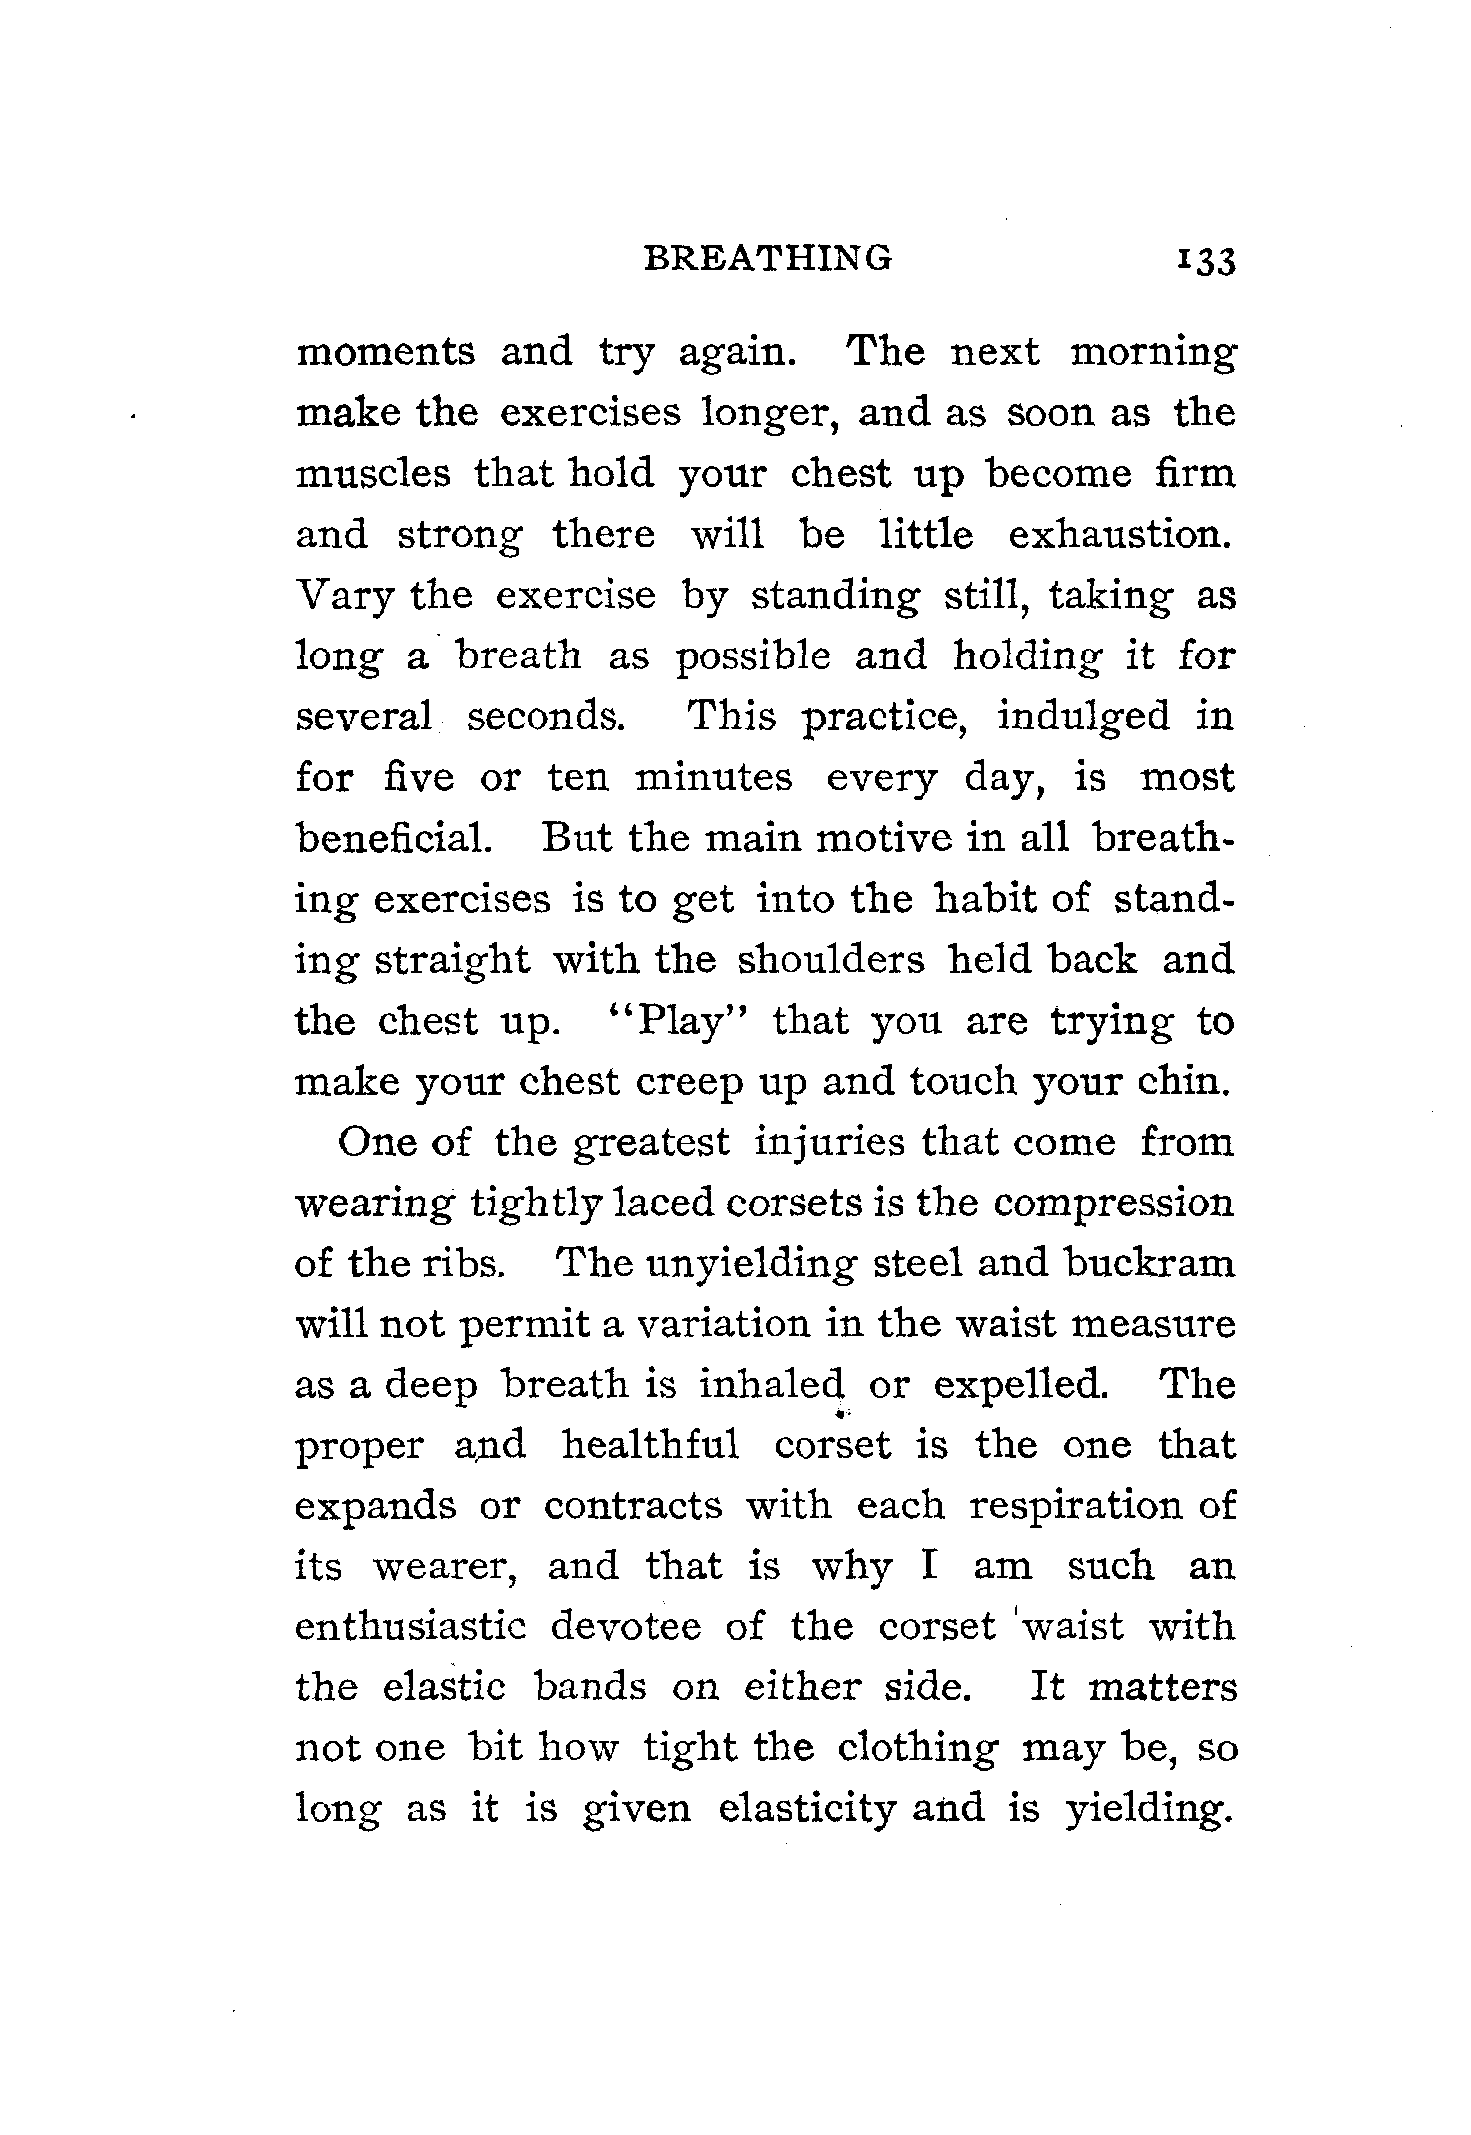 BREATHING 133
moments and try again. The next morning
make the exercises longer, and as soon as the
muscles that hold your chest up become firm
and strong there will be little exhaustion.
Vary the exercise by standing still, taking as
long a breath as possible and holding it for
several seconds. This practice, indulged in
for five or ten minutes every day, is most
beneficial. But the main motive in all breath-
ing exercises is to get into the habit of stand-
ing straight with the shoulders held back and
the chest up. “Play” that you are trying to
make your chest creep up and touch your chin.
One of the greatest injuries that come from
wearing tightly laced corsets is the compression
of the ribs. The unyielding steel and buckram
will not permit a variation in the waist measure
as a deep breath is inhaled or expelled. The
proper and healthful corset is the one that
expands or contracts with each respiration of
its wearer, and that is why I am such an
enthusiastic devotee of the corset waist with
the elastic bands on either side. It matters
not one bit how tight the clothing may be, so
long as it is given elasticity and is yielding.